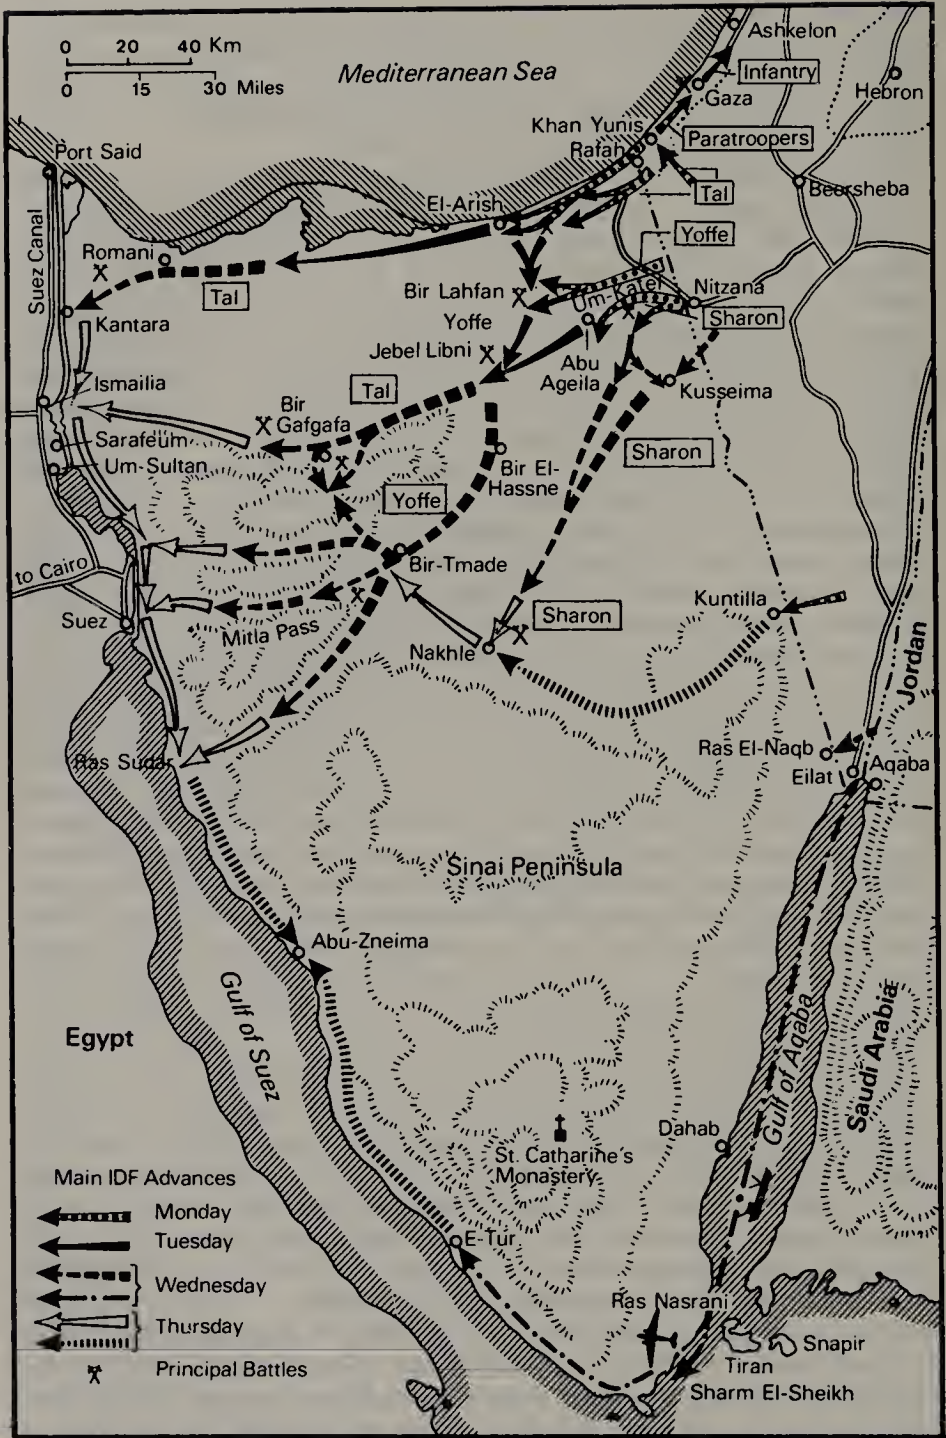 0 20 40 Km
0 15 30 Miles
Mediterranean Sea
Ashkelon
Infantry
Gaza
Hebron
Khan Yunis
Rafah
Paratroopers
Port Said
Tal
Beersheba
El-Arish
Yoffe
Suez Canal
Romani
Tal
Bir Lahfan
Um-Katef
Nitzana
Kantara
Yoffe
Sharon
Jebel Libni
Abu
Ageila
Kusseima
Ismailia
Tal
Bir
Gafgafa
Sarafeum
Um-Sultan
Bir El-
Hassne
Sharon
Yoffe
to Cairo
Bir-Tmade
Suez
Mitla Pass
Nakhle
Sharon
Kuntilla
Jordan
Ras Sudar
Ras El-Naqb
Eilat
Aqaba
Sinai Peninsula
Abu-Zneima
Gulf of Suez
Egypt
Gulf of Aqaba
Saudi Arabia
Dahab
St. Catharine's
Monastery
E-Tur
Main IDF Advances
Monday
Tuesday
Wednesday
Thursday
Principal Battles
Ras Nasrani
Tiran
Snapir
Sharm El-Sheikh